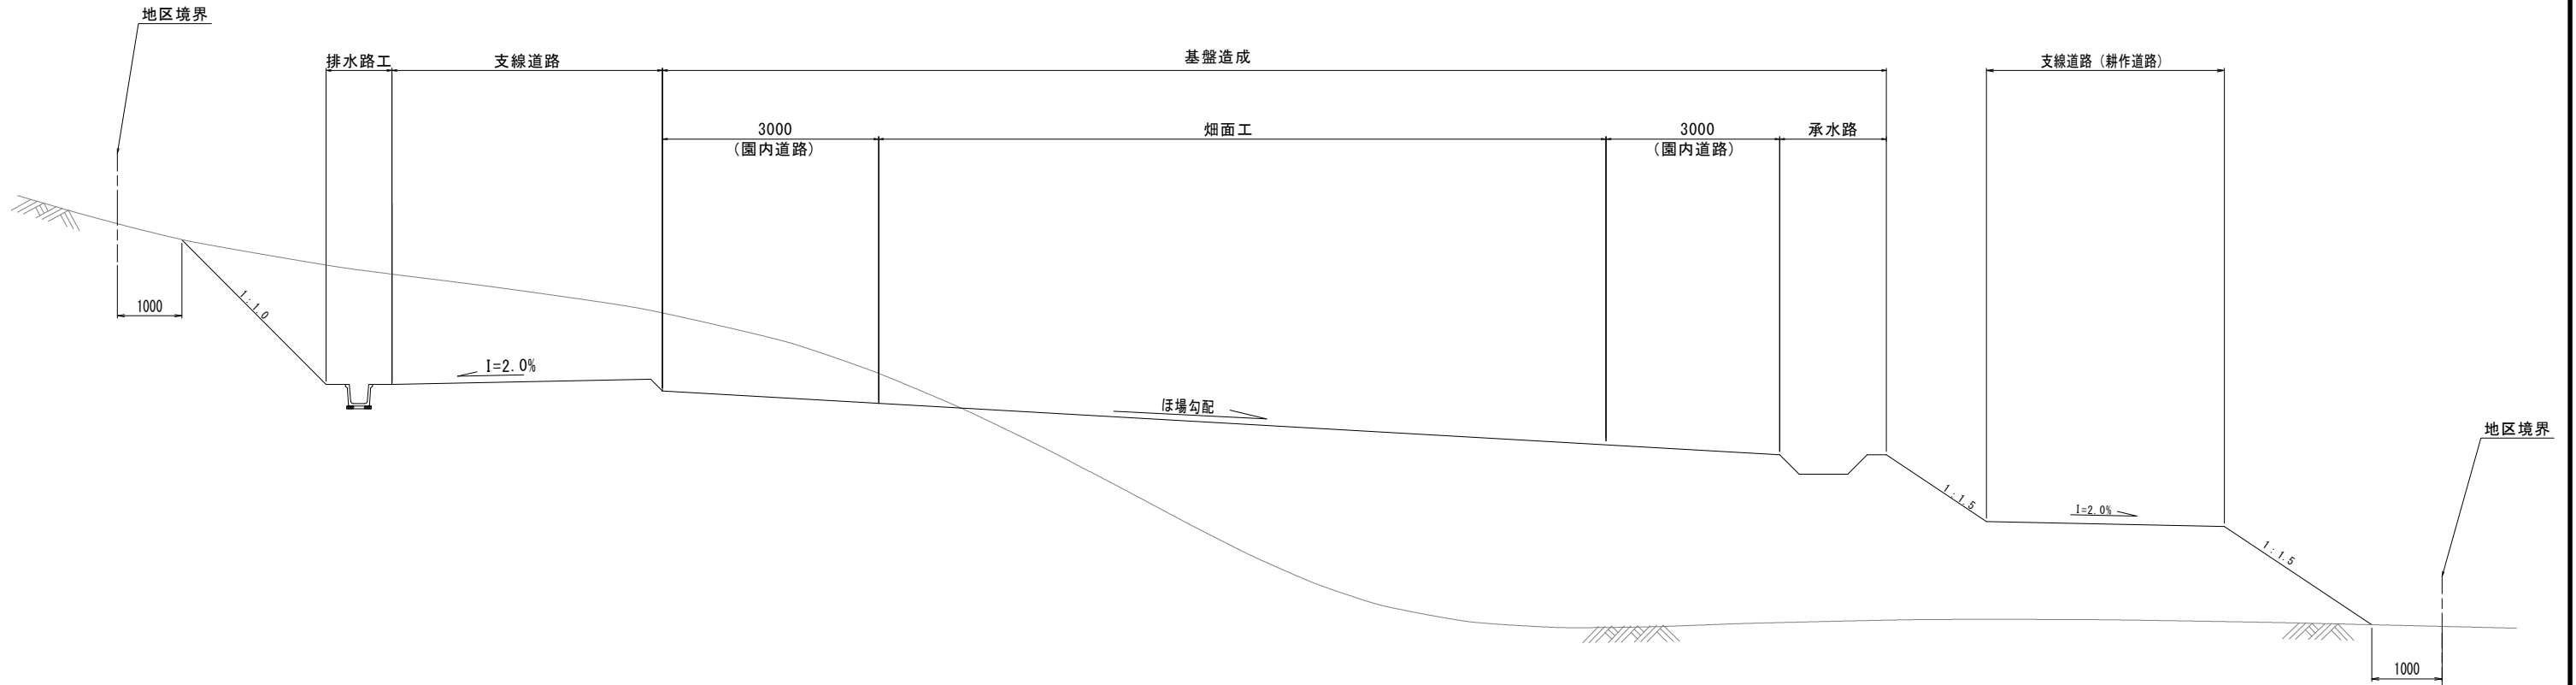 地区境界
排水路工
支線道路
基盤造成
支線道路（耕作道路）
3000
（園内道路）
畑面工
3000
（園内道路）
承水路
1000
1:1.0
I=2.0%
ほ場勾配
地区境界
1:1.5
I=2.0%
1:1.5
1000